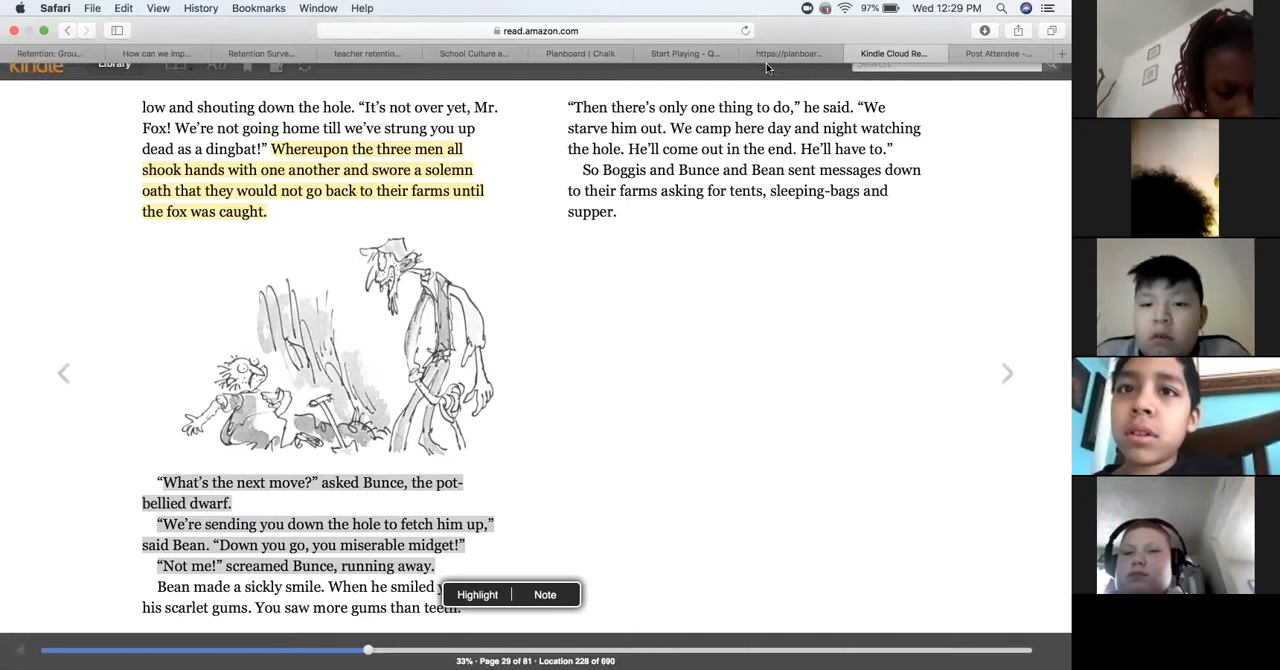 Safari File Edit View History Bookmarks Window Help 97% Wed 12:29 PM
read.amazon.com
Retention: Grou... How can we imp... Retention Surve... teacher retentio... School Culture a... Planboard | Chalk Start Playing - Q... https://planboar... Kindle Cloud Re... Post Attendee -...
kindle Library Search...
low and shouting down the hole. “It’s not over yet, Mr.
Fox! We’re not going home till we’ve strung you up
dead as a dingbat!” Whereupon the three men all
shook hands with one another and swore a solemn
oath that they would not go back to their farms until
the fox was caught.
“What’s the next move?” asked Bunce, the pot-
bellied dwarf.
“We’re sending you down the hole to fetch him up,”
said Bean. “Down you go, you miserable midget!”
“Not me!” screamed Bunce, running away.
Bean made a sickly smile. When he smiled
his scarlet gums. You saw more gums than teeth.
Highlight Note
“Then there’s only one thing to do,” he said. “We
starve him out. We camp here day and night watching
the hole. He’ll come out in the end. He’ll have to.”
So Boggis and Bunce and Bean sent messages down
to their farms asking for tents, sleeping-bags and
supper.
33% · Page 29 of 81 · Location 228 of 690